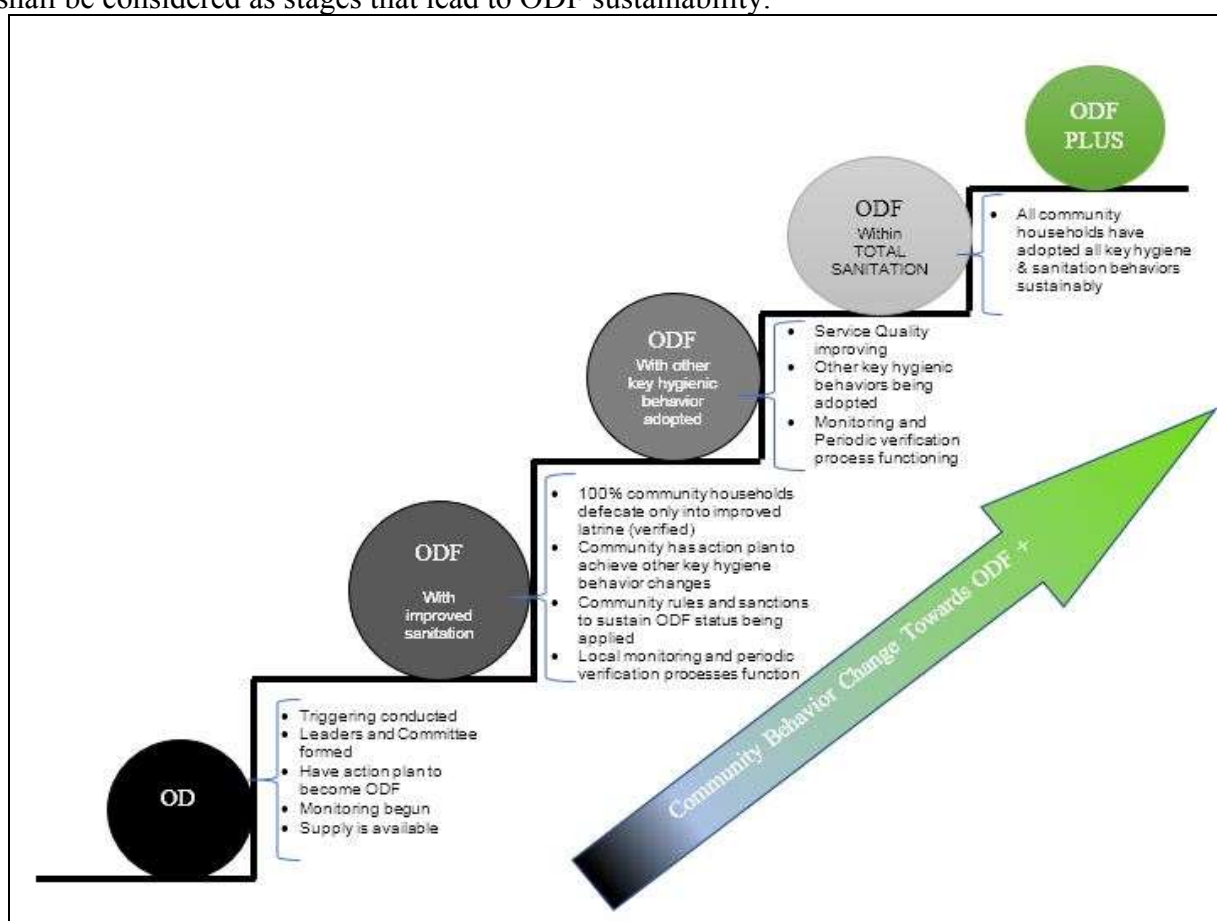 shall be considered as stages that lead to ODF sustainability.
ODF
PLUS
• All community
households have
adopted all key hygiene
& sanitation behaviors
sustainably
ODF
Within
TOTAL
SANITATION
• Service Quality
improving
• Other key hygienic
behaviors being
adopted
• Monitoring and
Periodic verification
process functioning
ODF
With other
key hygienic
behavior
adopted
• 100% community households
defecate only into improved
latrine (verified)
• Community has action plan to
achieve other key hygiene
behavior changes
• Community rules and sanctions
to sustain ODF status being
applied
• Local monitoring and periodic
verification processes function
ODF
With
improved
sanitation
• Triggering conducted
• Leaders and Committee
formed
• Have action plan to
become ODF
• Monitoring begun
• Supply is available
OD
Community Behavior Change Towards ODF +